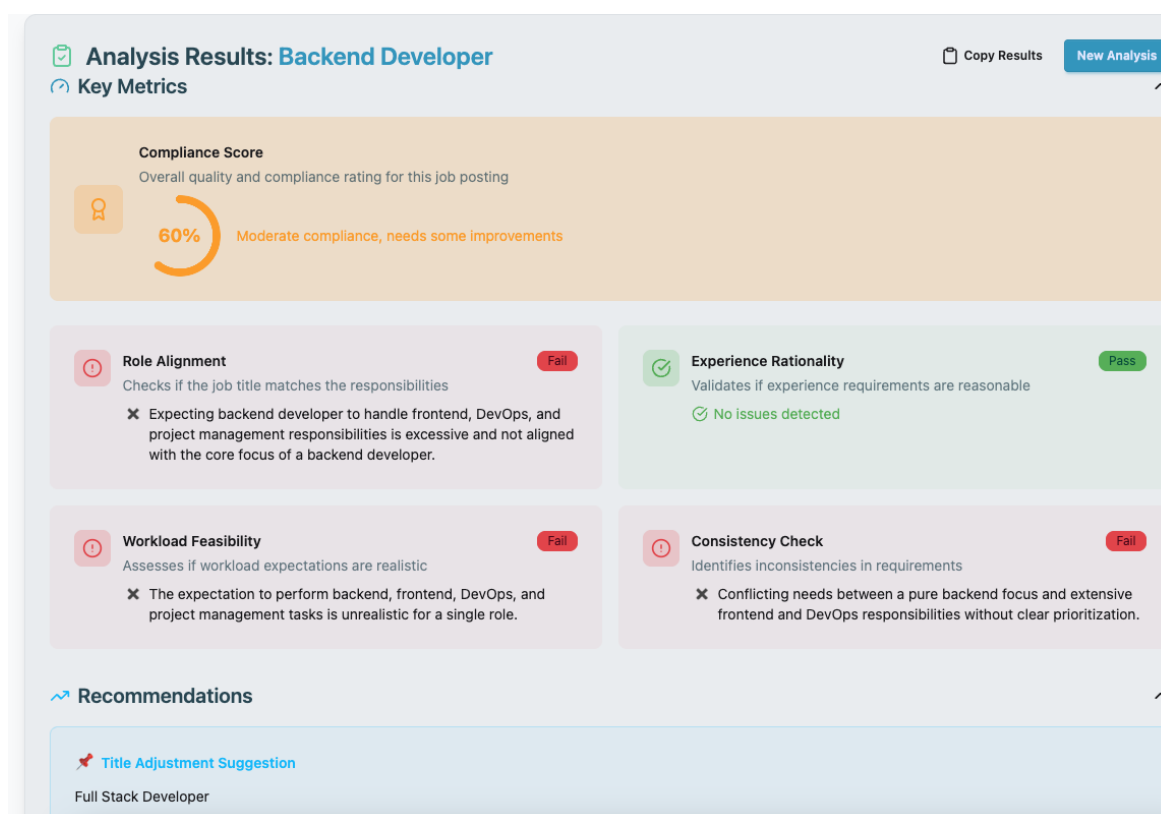 Analysis Results: Backend Developer
Copy Results
New Analysis
Key Metrics
Compliance Score
Overall quality and compliance rating for this job posting
60%
Moderate compliance, needs some improvements
Role Alignment
Fail
Checks if the job title matches the responsibilities
Expecting backend developer to handle frontend, DevOps, and
project management responsibilities is excessive and not aligned
with the core focus of a backend developer.
Experience Rationality
Pass
Validates if experience requirements are reasonable
No issues detected
Workload Feasibility
Fail
Assesses if workload expectations are realistic
The expectation to perform backend, frontend, DevOps, and
project management tasks is unrealistic for a single role.
Consistency Check
Fail
Identifies inconsistencies in requirements
Conflicting needs between a pure backend focus and extensive
frontend and DevOps responsibilities without clear prioritization.
Recommendations
Title Adjustment Suggestion
Full Stack Developer